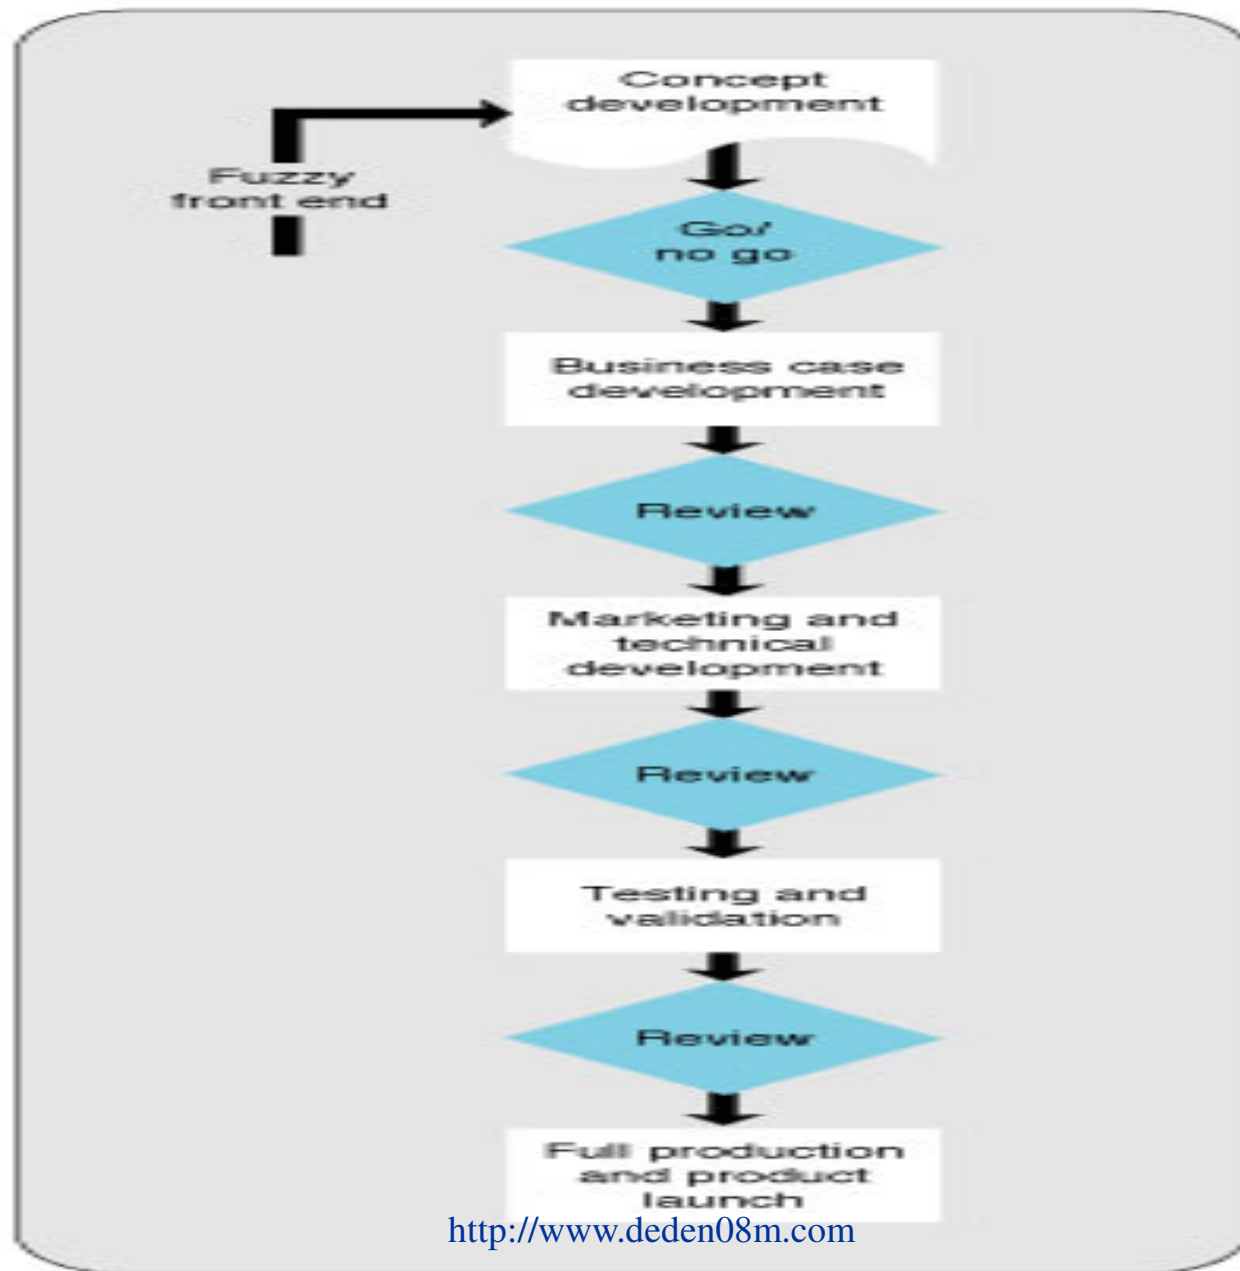 Concept
development
Fuzzy
front end
Go/
no go
Business case
development
Review
Marketing and
technical
development
Review
Testing and
validation
Review
Full production
and product
launch
http://www.deden08m.com